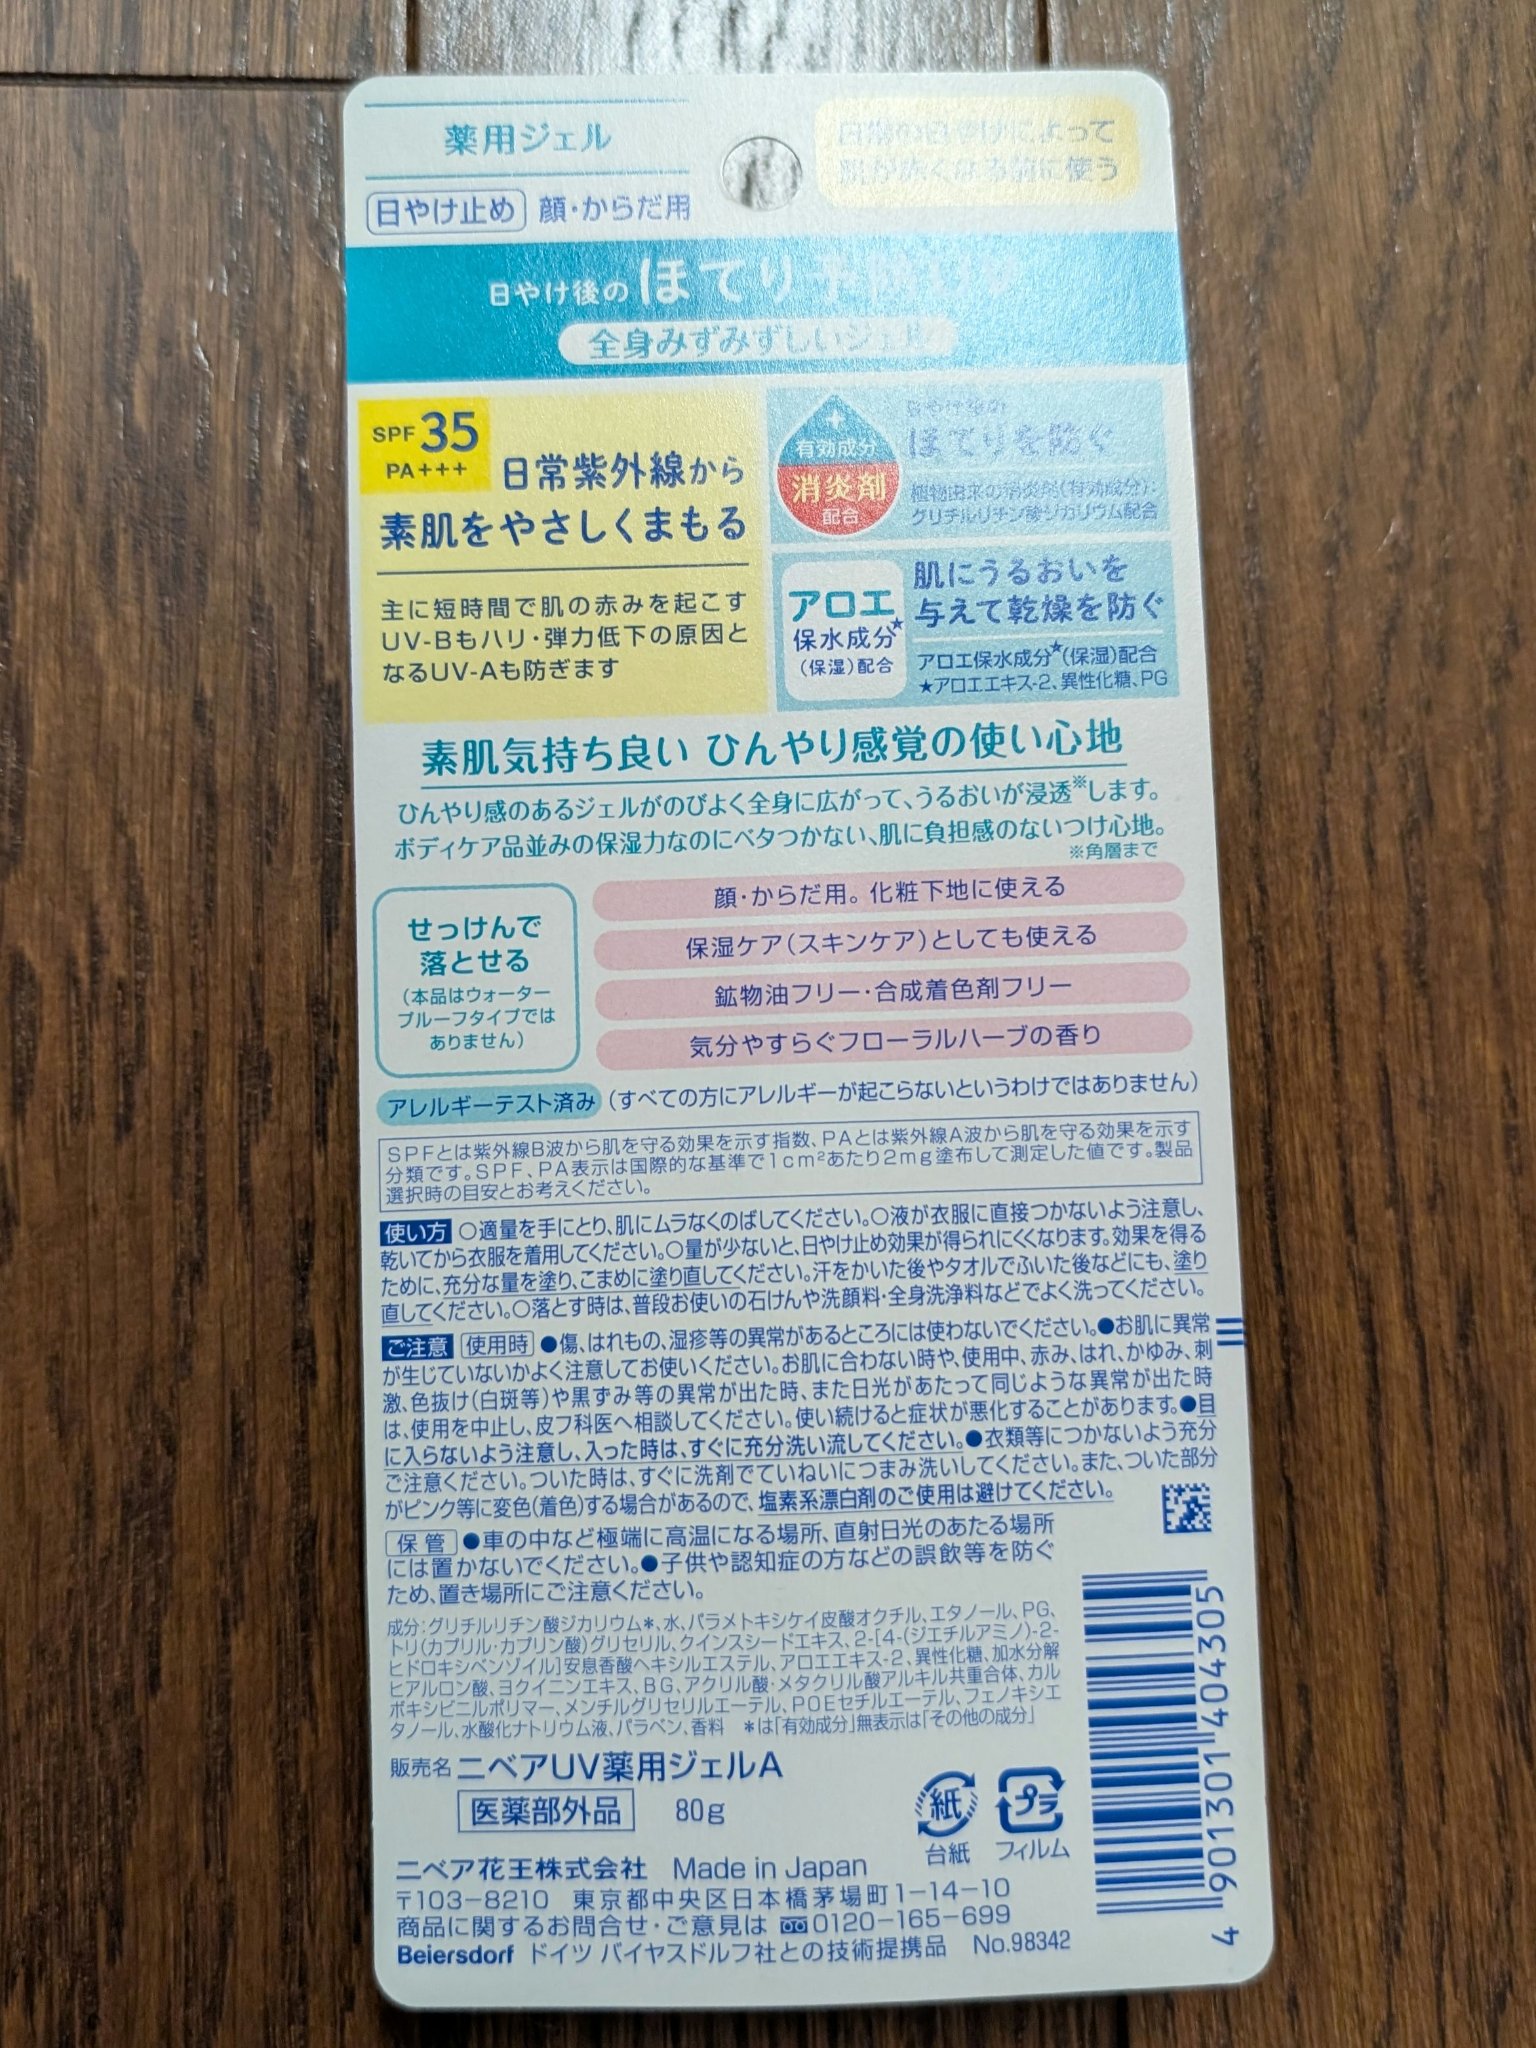 薬用ジェル
日やけ止め 顔・からだ用
日常の日やけによって
肌が赤くなる前に使う
日やけ後の ほてり予防UV
全身みずみずしいジェル
SPF 35
PA+++
日常紫外線から
素肌をやさしくまもる
主に短時間で肌の赤みを起こす
UV-Bもハリ・弾力低下の原因と
なるUV-Aも防ぎます
+
有効成分
消炎剤
配合
日やけ後の
ほてりを防ぐ
植物由来の消炎剤(有効成分):
グリチルリチン酸ジカリウム配合
アロエ
保水成分★
(保湿)配合
肌にうるおいを
与えて乾燥を防ぐ
アロエ保水成分★(保湿)配合
★アロエエキス-2、異性化糖、PG
素肌気持ち良い ひんやり感覚の使い心地
ひんやり感のあるジェルがのびよく全身に広がって、うるおいが浸透※します。
ボディケア品並みの保湿力なのにベタつかない、肌に負担感のないつけ心地。
※角層まで
せっけんで
落とせる
(本品はウォーター
プルーフタイプでは
ありません)
顔・からだ用。化粧下地に使える
保湿ケア(スキンケア)としても使える
鉱物油フリー・合成着色剤フリー
気分やすらぐフローラルハーブの香り
アレルギーテスト済み (すべての方にアレルギーが起こらないというわけではありません)
SPFとは紫外線B波から肌を守る効果を示す指数、PAとは紫外線A波から肌を守る効果を示す
分類です。SPF、PA表示は国際的な基準で1cm²あたり2mg塗布して測定した値です。製品
選択時の目安とお考えください。
使い方 ○適量を手にとり、肌にムラなくのばしてください。○液が衣服に直接つかないよう注意し、
乾いてから衣服を着用してください。○量が少ないと、日やけ止め効果が得られにくくなります。効果を得る
ために、充分な量を塗り、こまめに塗り直してください。汗をかいた後やタオルでふいた後などにも、塗り
直してください。○落とす時は、普段お使いの石けんや洗顔料・全身洗浄料などでよく洗ってください。
ご注意 使用時 ●傷、はれもの、湿疹等の異常があるところには使わないでください。●お肌に異常
が生じていないかよく注意してお使いください。お肌に合わない時や、使用中、赤み、はれ、かゆみ、刺
激、色抜け(白斑等)や黒ずみ等の異常が出た時、また日光があたって同じような異常が出た時
は、使用を中止し、皮フ科医へ相談してください。使い続けると症状が悪化することがあります。●目
に入らないよう注意し、入った時は、すぐに充分洗い流してください。●衣類等につかないよう充分
ご注意ください。ついた時は、すぐに洗剤でていねいにつまみ洗いしてください。また、ついた部分
がピンク等に変色(着色)する場合があるので、塩素系漂白剤のご使用は避けてください。
保管 ●車の中など極端に高温になる場所、直射日光のあたる場所
には置かないでください。●子供や認知症の方などの誤飲等を防ぐ
ため、置き場所にご注意ください。
成分:グリチルリチン酸ジカリウム*、水、パラメトキシケイ皮酸オクチル、エタノール、PG、
トリ(カプリル・カプリン酸)グリセリル、クインスシードエキス、2-[4-(ジエチルアミノ)-2-
ヒドロキシベンゾイル]安息香酸ヘキシルエステル、アロエエキス-2、異性化糖、加水分解
ヒアルロン酸、ヨクイニンエキス、BG、アクリル酸・メタクリル酸アルキル共重合体、カル
ボキシビニルポリマー、メンチルグリセリルエーテル、POEセチルエーテル、フェノキシエ
タノール、水酸化ナトリウム液、パラベン、香料 *は「有効成分」無表示は「その他の成分」
販売名 ニベアUV薬用ジェルA
医薬部外品 80g
紙
台紙
プラ
フィルム
ニベア花王株式会社 Made in Japan
〒103-8210 東京都中央区日本橋茅場町1-14-10
商品に関するお問合せ・ご意見は 0120-165-699
Beiersdorf ドイツ バイヤスドルフ社との技術提携品 No.98342
4 901301 404305